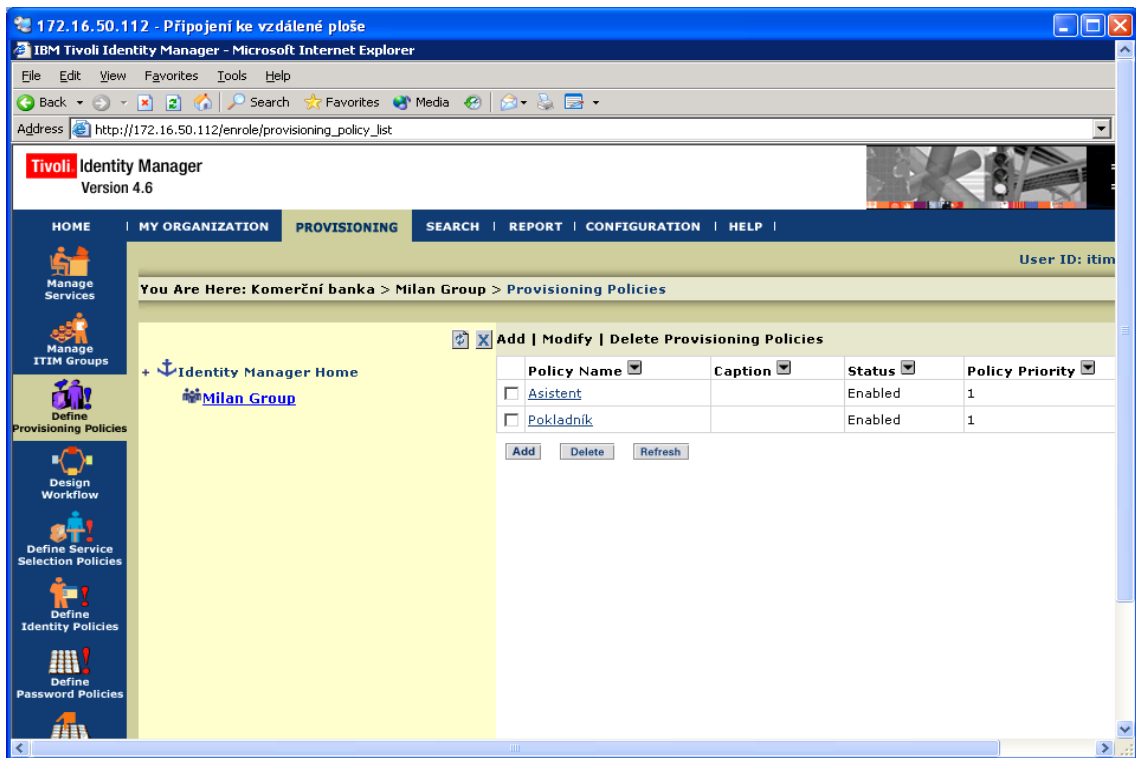 172.16.50.112 - Připojení ke vzdálené ploše
IBM Tivoli Identity Manager - Microsoft Internet Explorer
File Edit View Favorites Tools Help
Back Search Favorites Media
Address http://172.16.50.112/enrole/provisioning_policy_list
Tivoli. Identity Manager
Version 4.6
HOME | MY ORGANIZATION PROVISIONING SEARCH | REPORT | CONFIGURATION | HELP |
User ID: itim
You Are Here: Komerční banka > Milan Group > Provisioning Policies
Manage
Services
Manage
ITIM Groups
Define
Provisioning Policies
Design
Workflow
Define Service
Selection Policies
Define
Identity Policies
Define
Password Policies
+ Identity Manager Home
Milan Group
Add | Modify | Delete Provisioning Policies
Policy Name Caption Status Policy Priority
Asistent Enabled 1
Pokladník Enabled 1
Add Delete Refresh